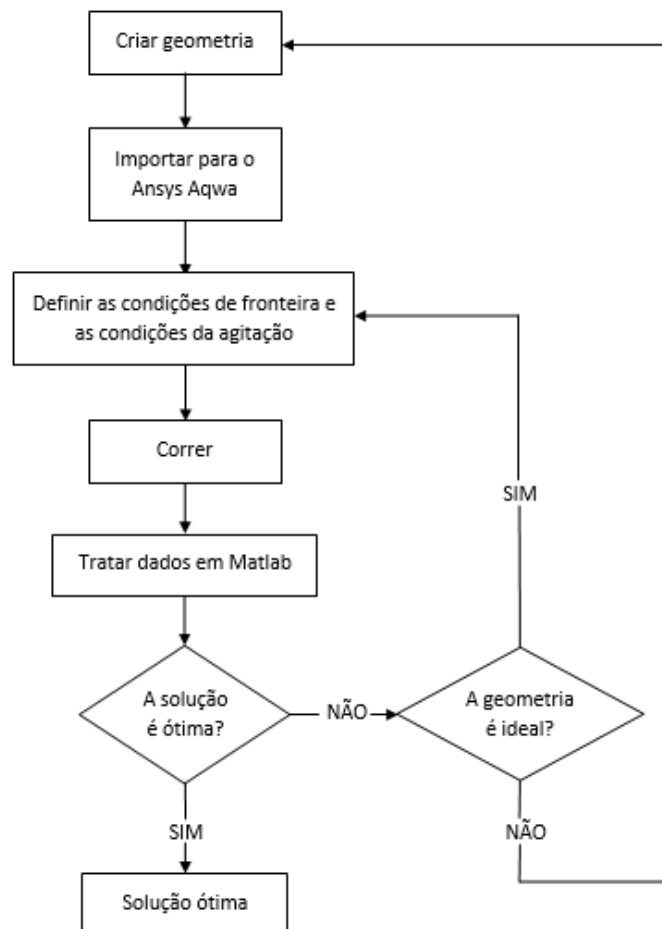 Criar geometria
Importar para o
Ansys Aqwa
Definir as condições de fronteira e
as condições da agitação
Correr
SIM
Tratar dados em Matlab
A solução
é ótima?
NÃO
A geometria
é ideal?
SIM
NÃO
Solução ótima